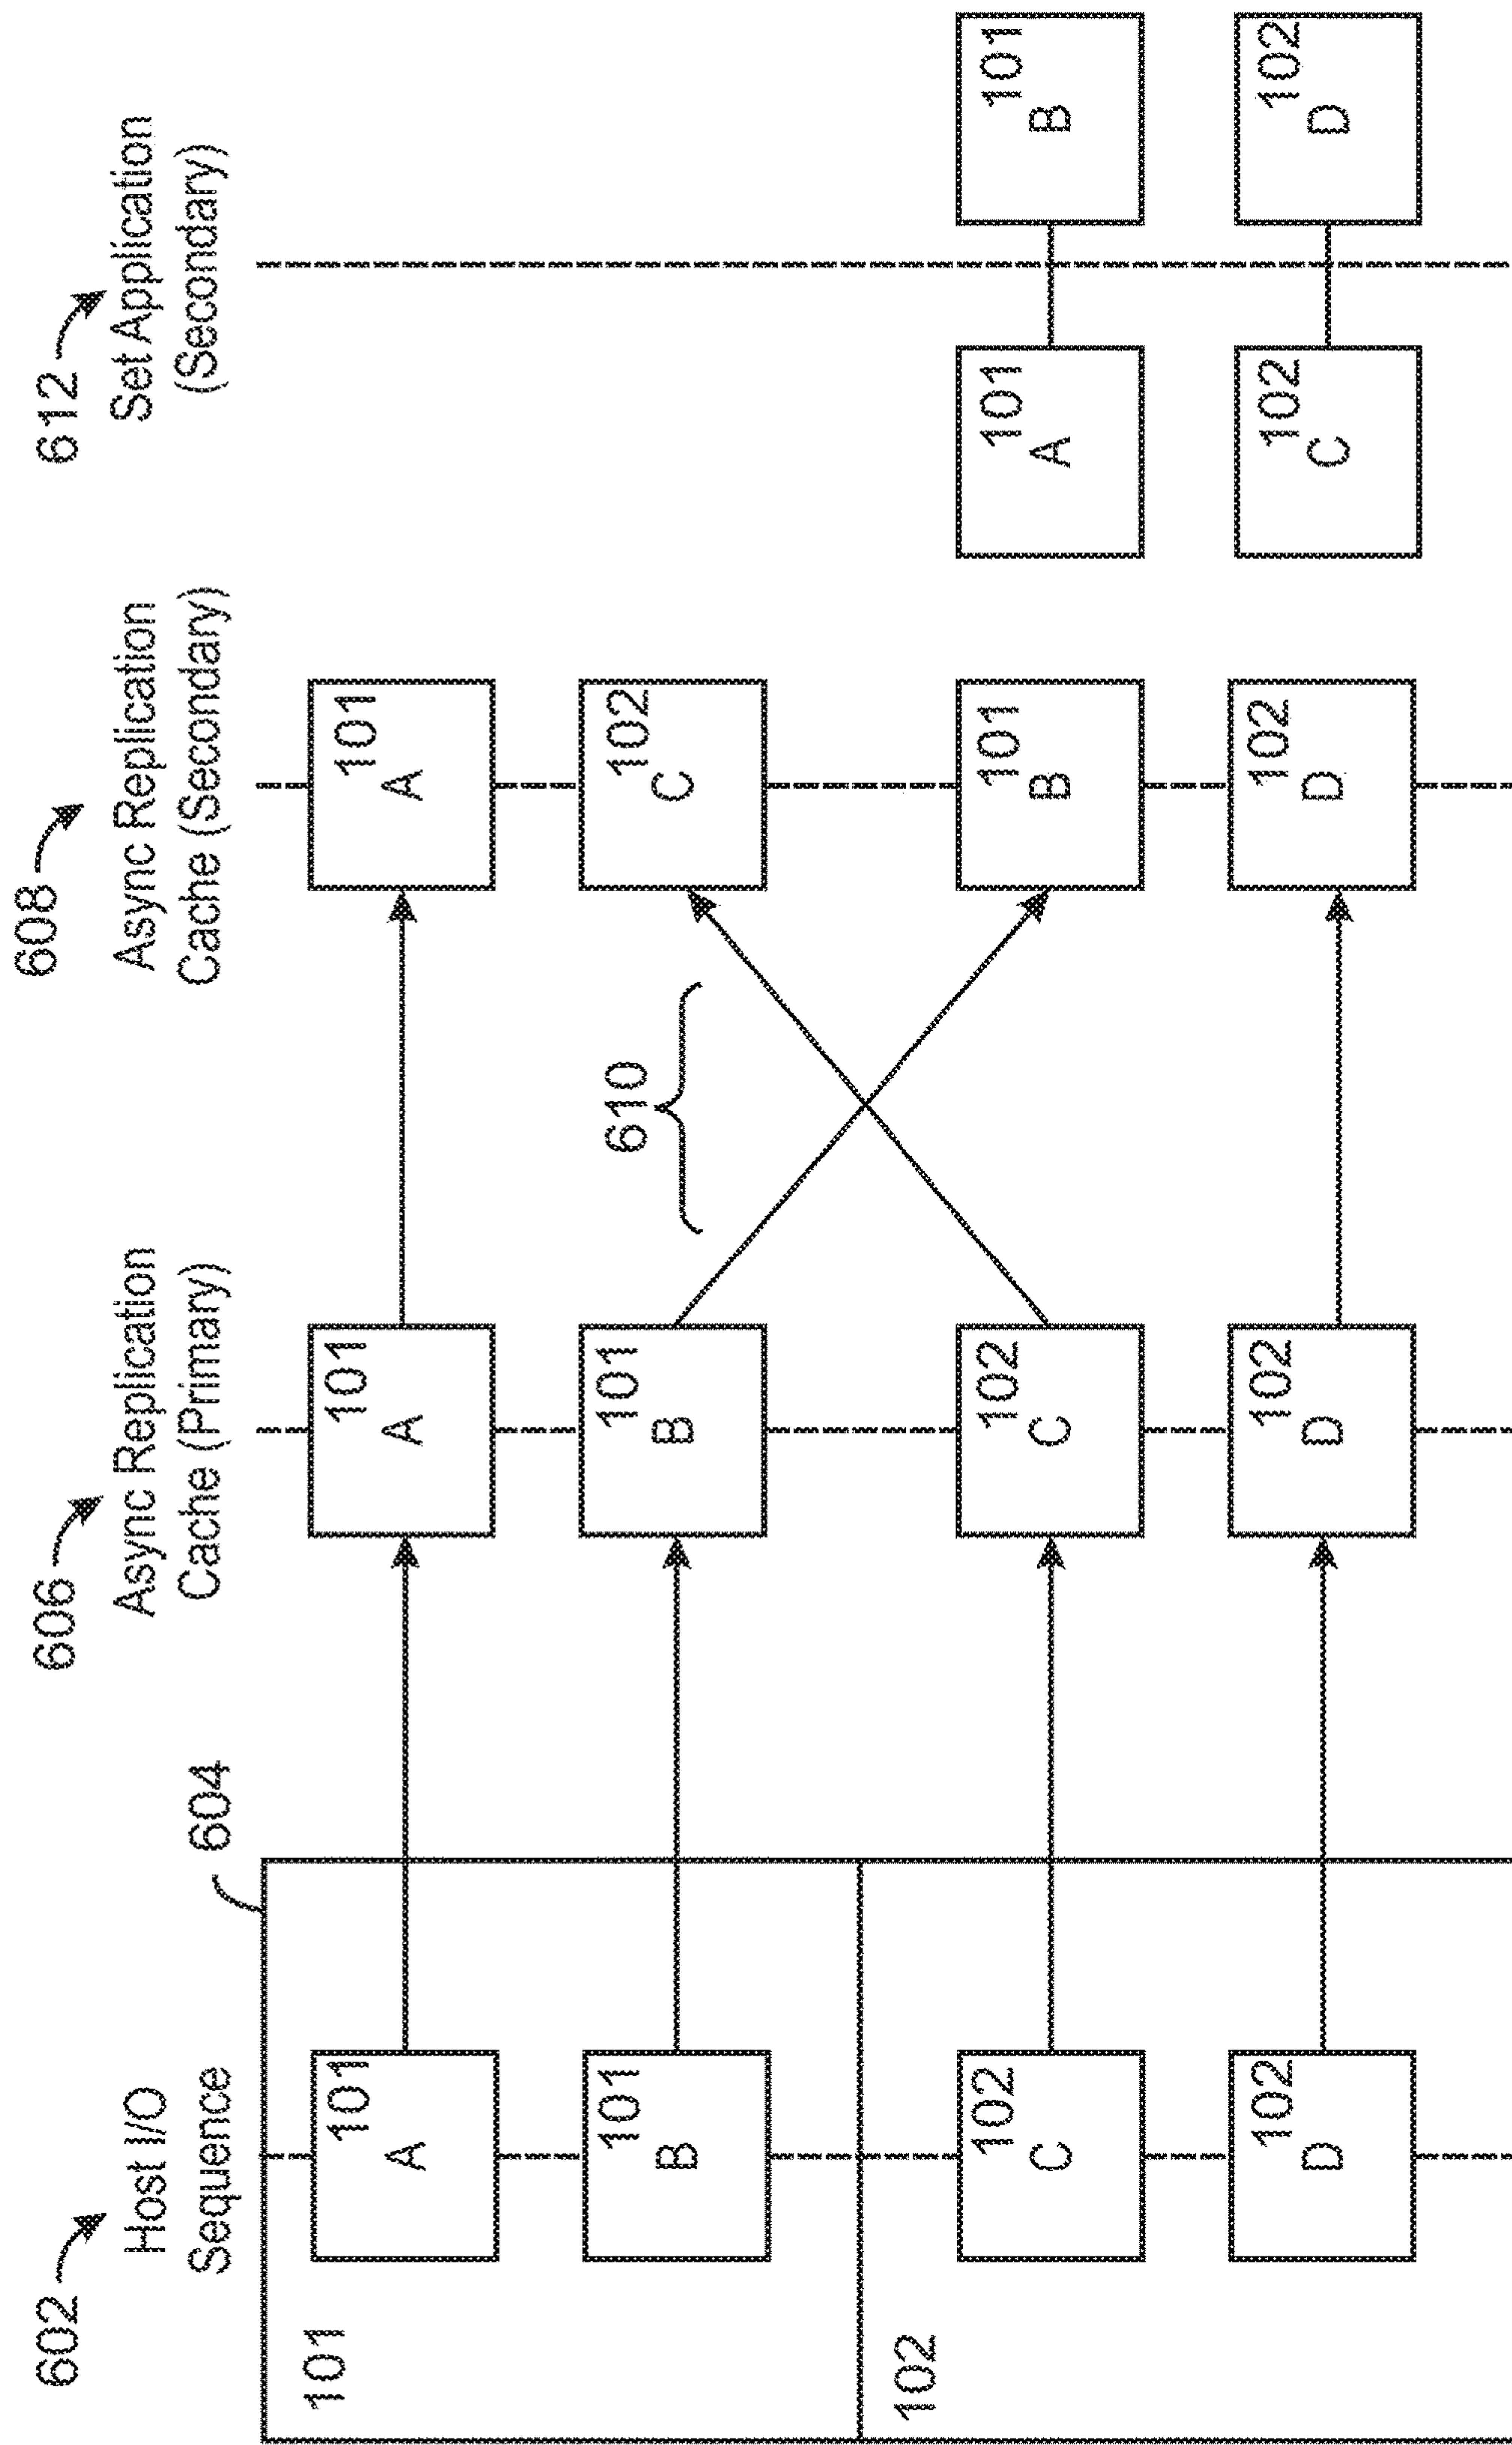 602
Host I/O
Sequence
604
606
Async Replication
Cache (Primary)
608
Async Replication
Cache (Secondary)
612
Set Application
(Secondary)
101
101
A
101
A
101
A
101
B
101
B
102
C
610
102
102
C
102
C
101
B
101
A
101
B
102
D
102
D
102
D
102
C
102
D